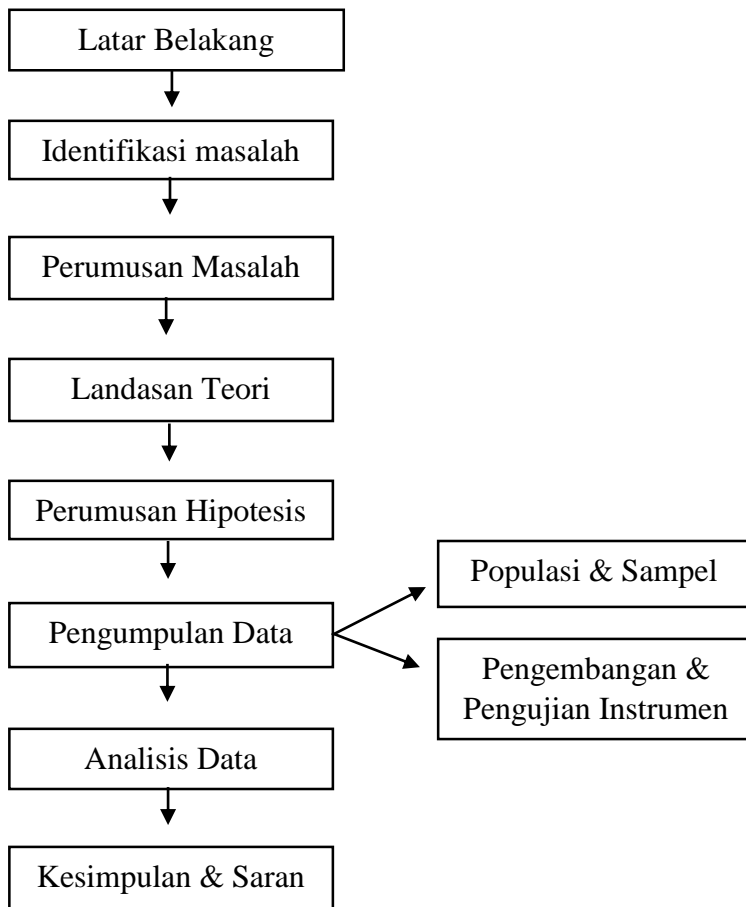 Latar Belakang
Identifikasi masalah
Perumusan Masalah
Landasan Teori
Perumusan Hipotesis
Pengumpulan Data
Populasi & Sampel
Pengembangan &
Pengujian Instrumen
Analisis Data
Kesimpulan & Saran